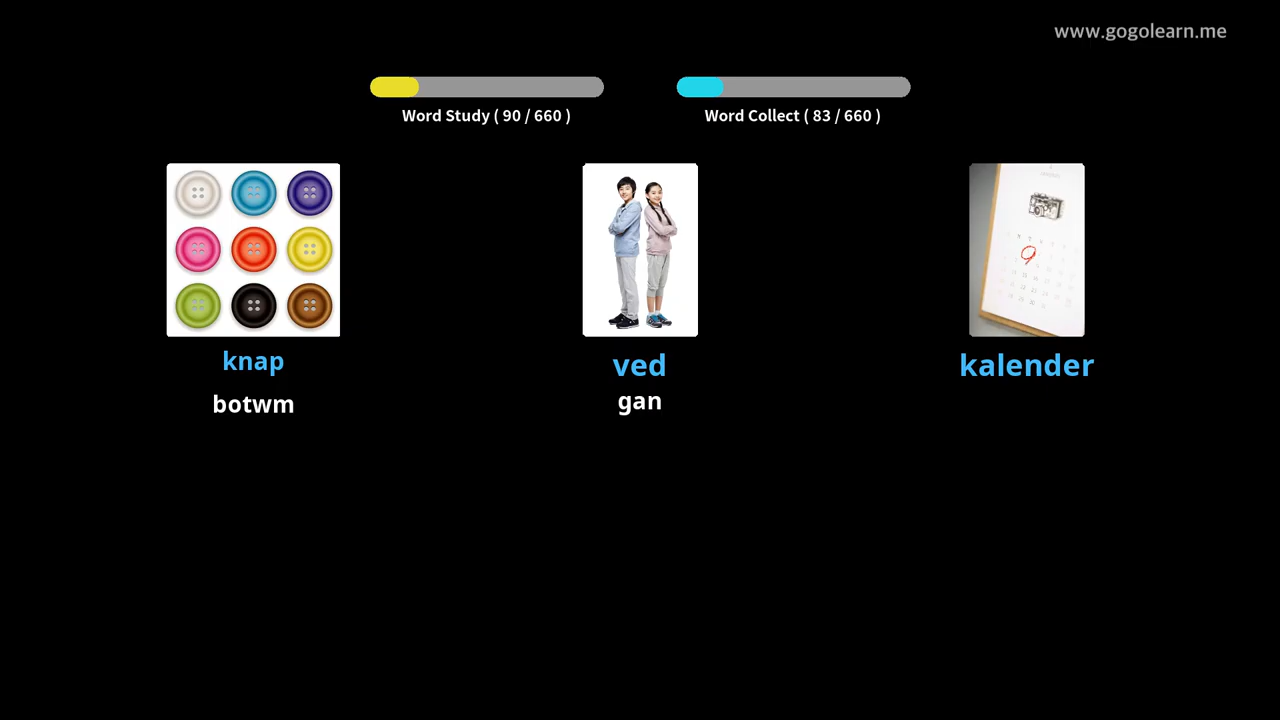 www.gogolearn.me
Word Study ( 90 / 660 )
Word Collect ( 83 / 660 )
knap
ved
kalender
botwm
gan